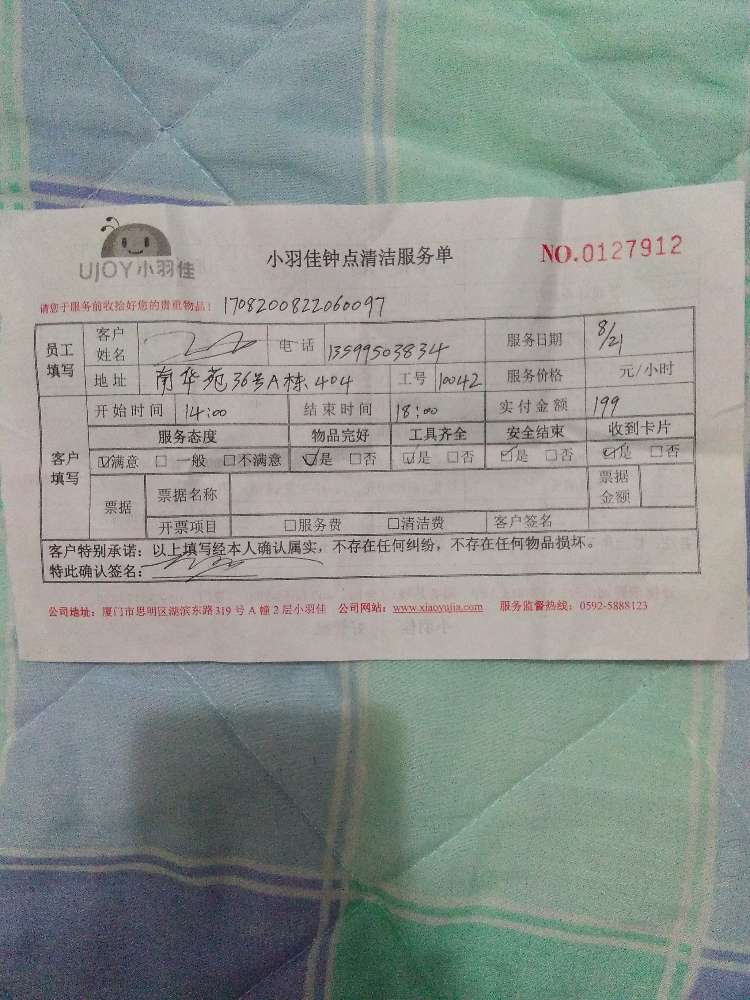 UJOY小羽佳
小羽佳钟点清洁服务单
NO.0127912
请您于服务前收拾好您的贵重物品! 1708200822060097
员工填写 客户姓名 电话 13599503834 服务日期 8/21
地址 南华苑36号A栋404 工号 10042 服务价格 元/小时
客户填写 开始时间 14:00 结束时间 18:00 实付金额 199
服务态度 物品完好 工具齐全 安全结束 收到卡片
☑满意 □一般 □不满意 ☑是 □否 ☑是 □否 ☑是 □否 ☑是 □否
票据 票据名称 票据金额
开票项目 □服务费 □清洁费 客户签名
客户特别承诺:以上填写经本人确认属实,不存在任何纠纷,不存在任何物品损坏。
特此确认签名:
公司地址:厦门市思明区湖滨东路319号A幢2层小羽佳 公司网站:www.xiaoyujia.com 服务监督热线:0592-5888123